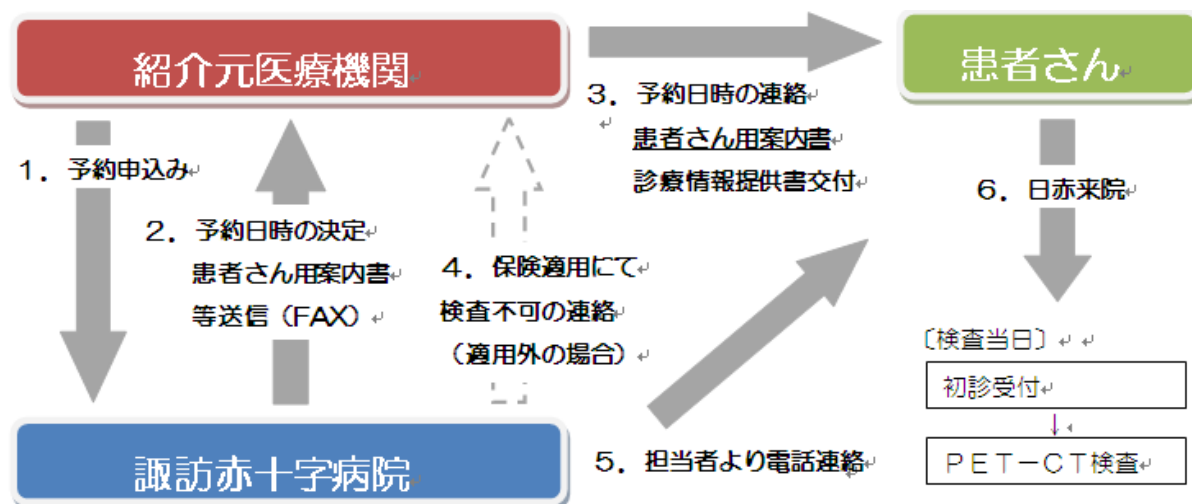 紹介元医療機関
患者さん
1．予約申込み
2．予約日時の決定
患者さん用案内書
等送信（FAX）
3．予約日時の連絡
患者さん用案内書
診療情報提供書交付
4．保険適用にて
検査不可の連絡
（適用外の場合）
5．担当者より電話連絡
6．日赤来院
〔検査当日〕
初診受付
↓
ＰＥＴ－ＣＴ検査
諏訪赤十字病院